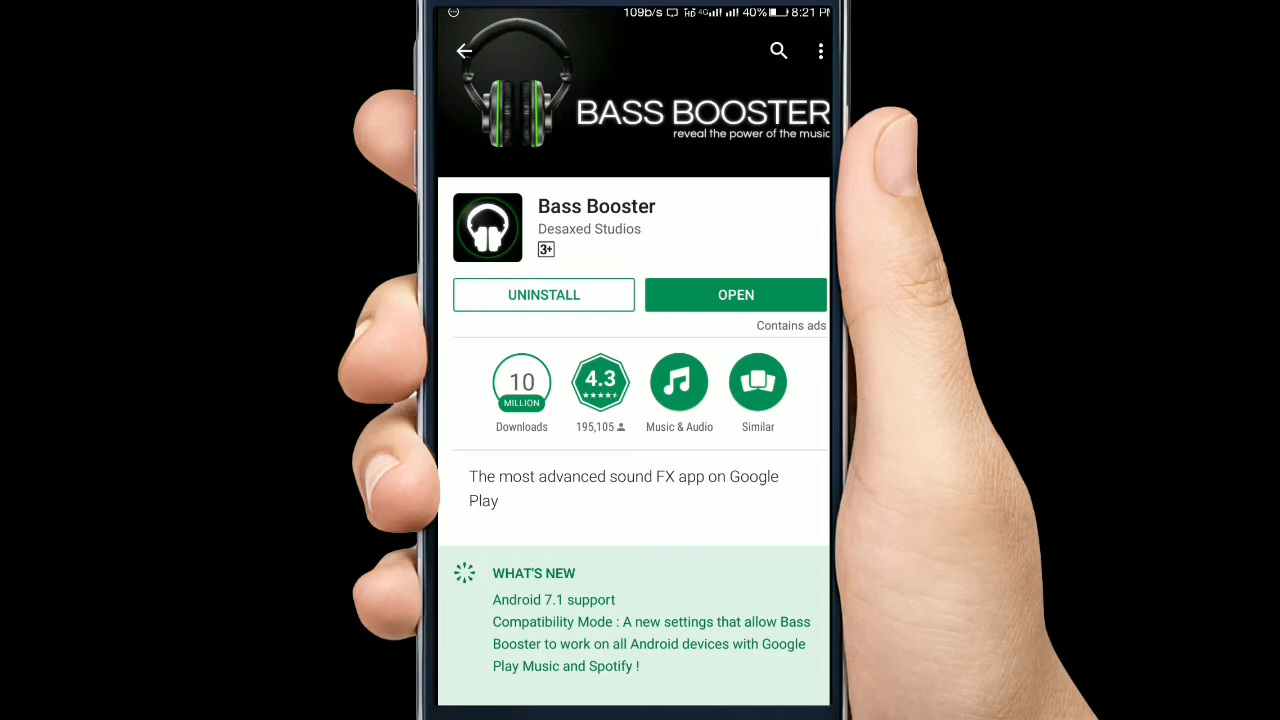 109b/s HD 4G 40% 8:21 PM
BASS BOOSTER
reveal the power of the music
Bass Booster
Desaxed Studios
3+
UNINSTALL
OPEN
Contains ads
10
MILLION
Downloads
4.3
195,105
Music & Audio
Similar
The most advanced sound FX app on Google
Play
WHAT'S NEW
Android 7.1 support
Compatibility Mode : A new settings that allow Bass
Booster to work on all Android devices with Google
Play Music and Spotify !